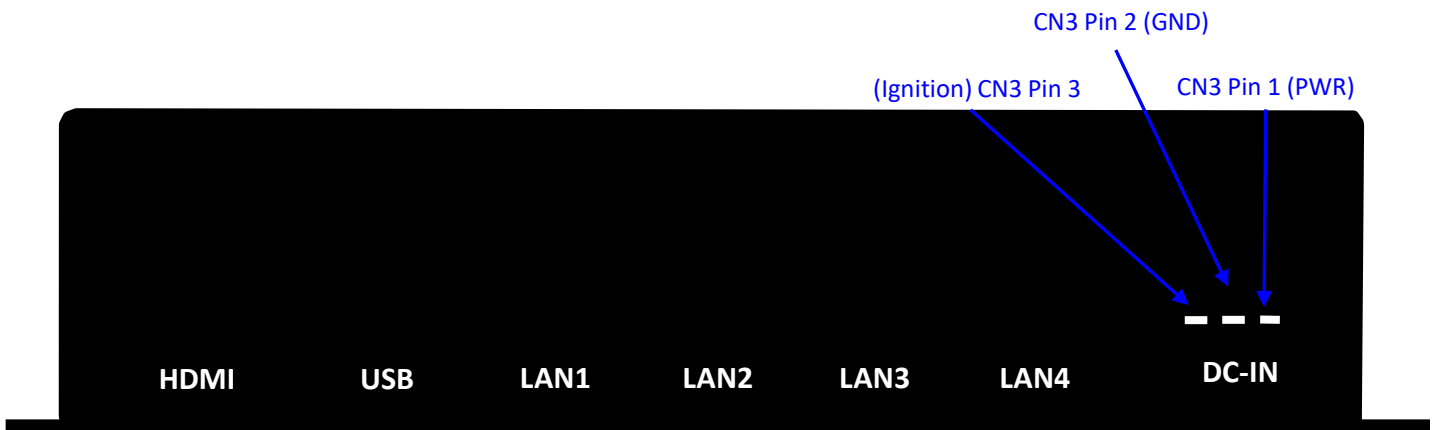 CN3 Pin 2 (GND)
(Ignition) CN3 Pin 3
CN3 Pin 1 (PWR)
HDMI
USB
LAN1
LAN2
LAN3
LAN4
DC-IN